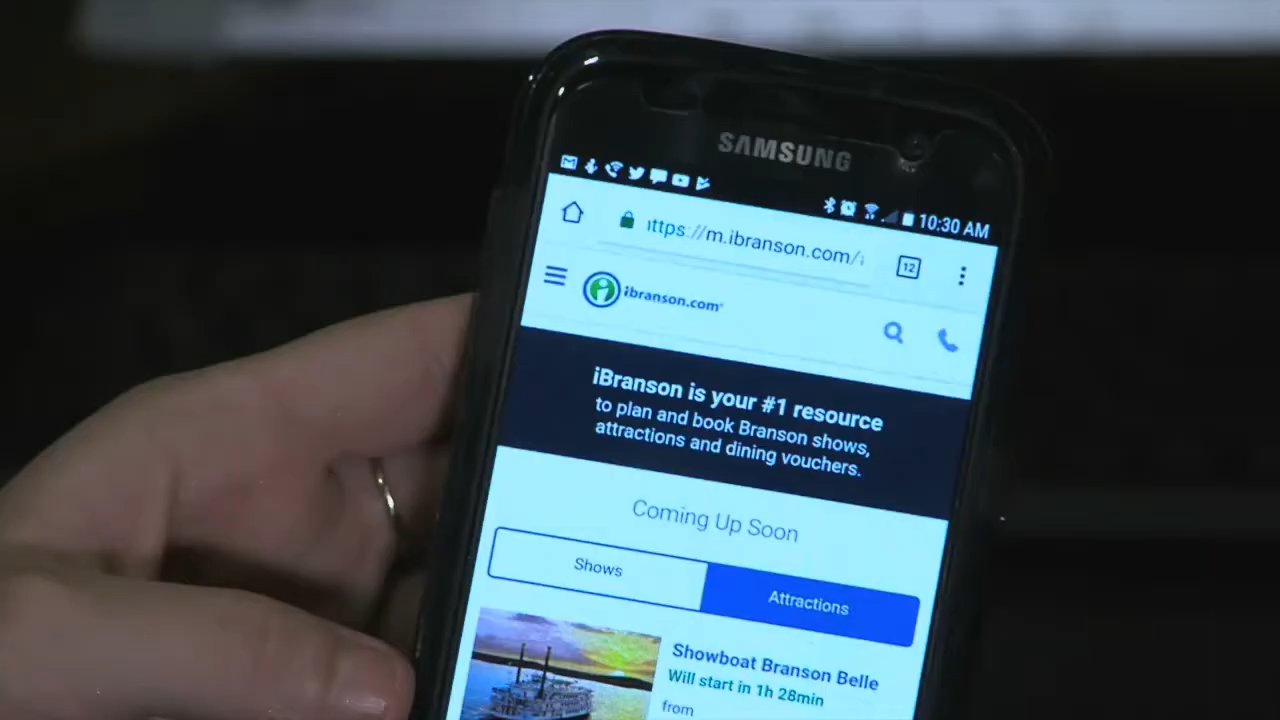 SAMSUNG
10:30 AM
ttps://m.ibranson.com/
12
ibranson.com
iBranson is your #1 resource
to plan and book Branson shows,
attractions and dining vouchers.
Coming Up Soon
Shows
Attractions
Showboat Branson Belle
Will start in 1h 28min
from